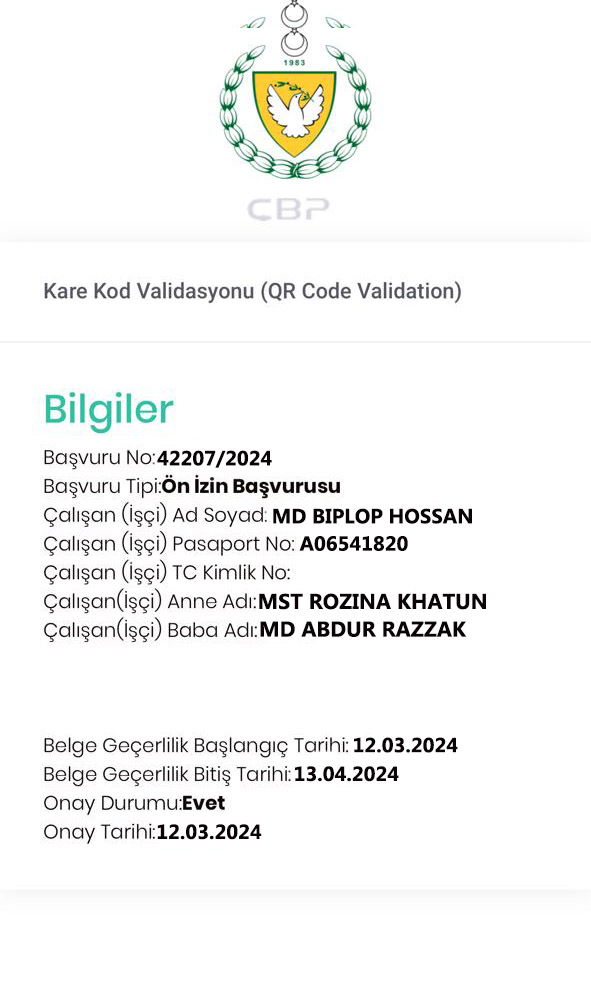 1983
CBP
Kare Kod Validasyonu (QR Code Validation)
Bilgiler
Başvuru No:42207/2024
Başvuru Tipi:Ön İzin Başvurusu
Çalışan (İşçi) Ad Soyad: MD BIPLOP HOSSAN
Çalışan (İşçi) Pasaport No: A06541820
Çalışan (İşçi) TC Kimlik No:
Çalışan(İşçi) Anne Adı:MST ROZINA KHATUN
Çalışan(İşçi) Baba Adı:MD ABDUR RAZZAK
Belge Geçerlilik Başlangıç Tarihi: 12.03.2024
Belge Geçerlilik Bitiş Tarihi: 13.04.2024
Onay Durumu:Evet
Onay Tarihi:12.03.2024